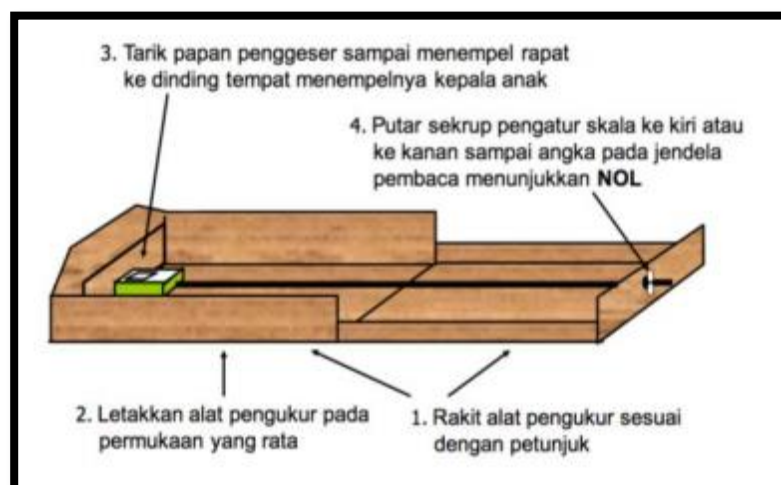 3. Tarik papan penggeser sampai menempel rapat
ke dinding tempat menempelnya kepala anak
4. Putar sekrup pengatur skala ke kiri atau
ke kanan sampai angka pada jendela
pembaca menunjukkan NOL
2. Letakkan alat pengukur pada
permukaan yang rata
1. Rakit alat pengukur sesuai
dengan petunjuk